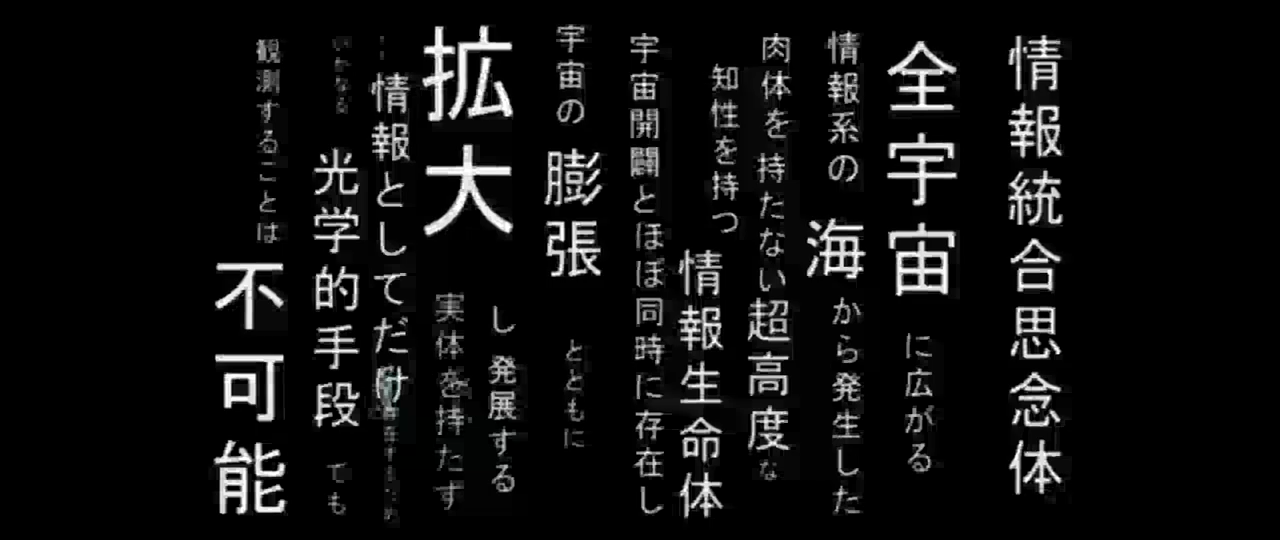 情報統合思念体
全宇宙に広がる
情報系の海から発生した
肉体を持たない超高度な
知性を持つ情報生命体
宇宙開闢とほぼ同時に存在し
宇宙の膨張とともに
拡大し発展する
実体を持たず
情報としてだけ
いかなる光学的手段でも
観測することは不可能